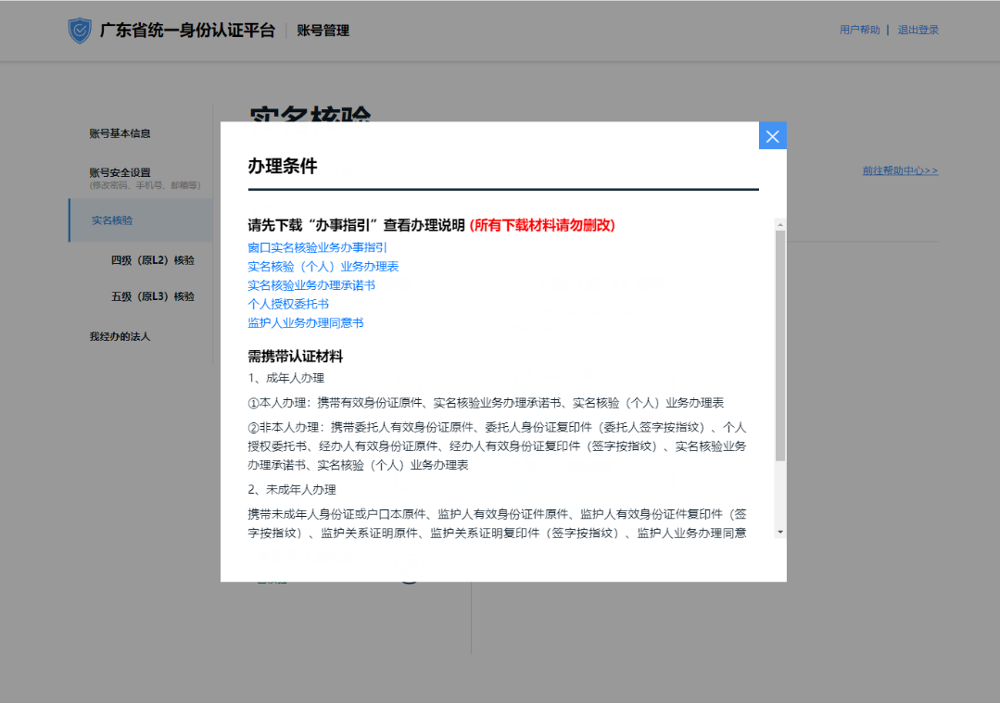 广东省统一身份认证平台 账号管理
用户帮助 | 退出登录
实名核验
账号基本信息
账号安全设置
(修改密码、手机号、邮箱等)
实名核验
四级（原L2）核验
五级（原L3）核验
我经办的法人
前往帮助中心>>
办理条件
请先下载“办事指引”查看办理说明 (所有下载材料请勿删改)
窗口实名核验业务办事指引
实名核验（个人）业务办理表
实名核验业务办理承诺书
个人授权委托书
监护人业务办理同意书
需携带认证材料
1、成年人办理
①本人办理：携带有效身份证原件、实名核验业务办理承诺书、实名核验（个人）业务办理表
②非本人办理：携带委托人有效身份证原件、委托人身份证复印件（委托人签字按指纹）、个人
授权委托书、经办人有效身份证原件、经办人有效身份证复印件（签字按指纹）、实名核验业务
办理承诺书、实名核验（个人）业务办理表
2、未成年人办理
携带未成年人身份证或户口本原件、监护人有效身份证件原件、监护人有效身份证件复印件（签
字按指纹）、监护关系证明原件、监护关系证明复印件（签字按指纹）、监护人业务办理同意